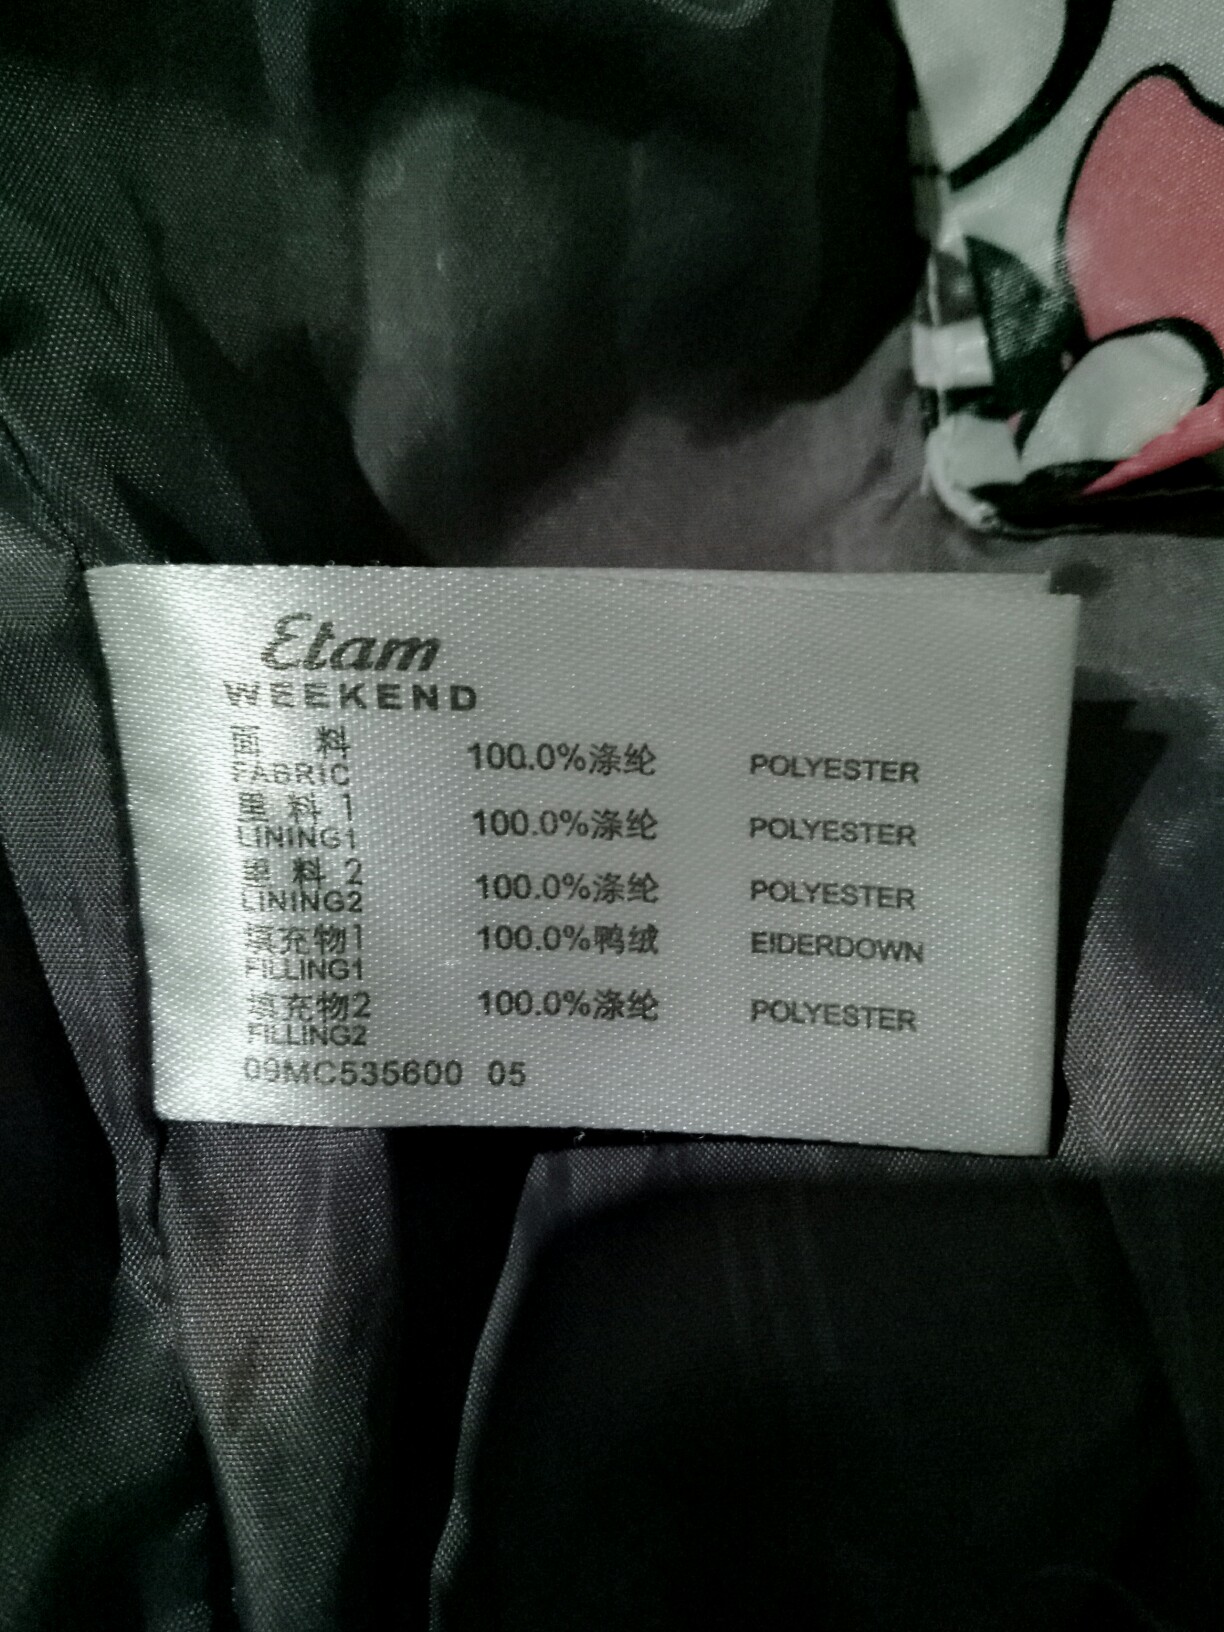 Etam
WEEKEND
面 料 100.0%涤纶 POLYESTER
FABRIC
里 料 1 100.0%涤纶 POLYESTER
LINING1
里 料 2 100.0%涤纶 POLYESTER
LINING2
填充物1 100.0%鸭绒 EIDERDOWN
FILLING1
填充物2 100.0%涤纶 POLYESTER
FILLING2
09MC535600 05